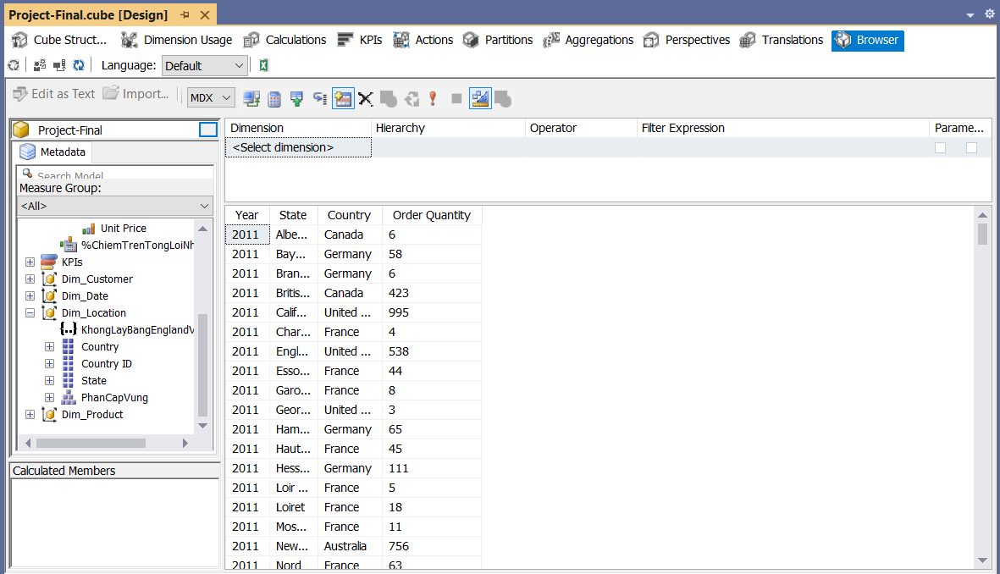 Project-Final.cube [Design]
Cube Struct... Dimension Usage Calculations KPIs Actions Partitions Aggregations Perspectives Translations Browser
Language: Default
Edit as Text Import... MDX
Project-Final
Metadata
Search Model
Measure Group:
<All>
Unit Price
%ChiemTrenTongLoiNh
KPIs
Dim_Customer
Dim_Date
Dim_Location
KhongLayBangEnglandV
Country
Country ID
State
PhanCapVung
Dim_Product
Calculated Members
Dimension Hierarchy Operator Filter Expression Parame...
<Select dimension>
Year State Country Order Quantity
2011 Albe... Canada 6
2011 Bay... Germany 58
2011 Bran... Germany 6
2011 Britis... Canada 423
2011 Calif... United ... 995
2011 Char... France 4
2011 Engl... United ... 538
2011 Esso... France 44
2011 Garo... France 8
2011 Geor... United ... 3
2011 Ham... Germany 65
2011 Haut... France 45
2011 Hess... Germany 111
2011 Loir ... France 5
2011 Loiret France 18
2011 Mos... France 11
2011 New... Australia 756
2011 Nord France 63